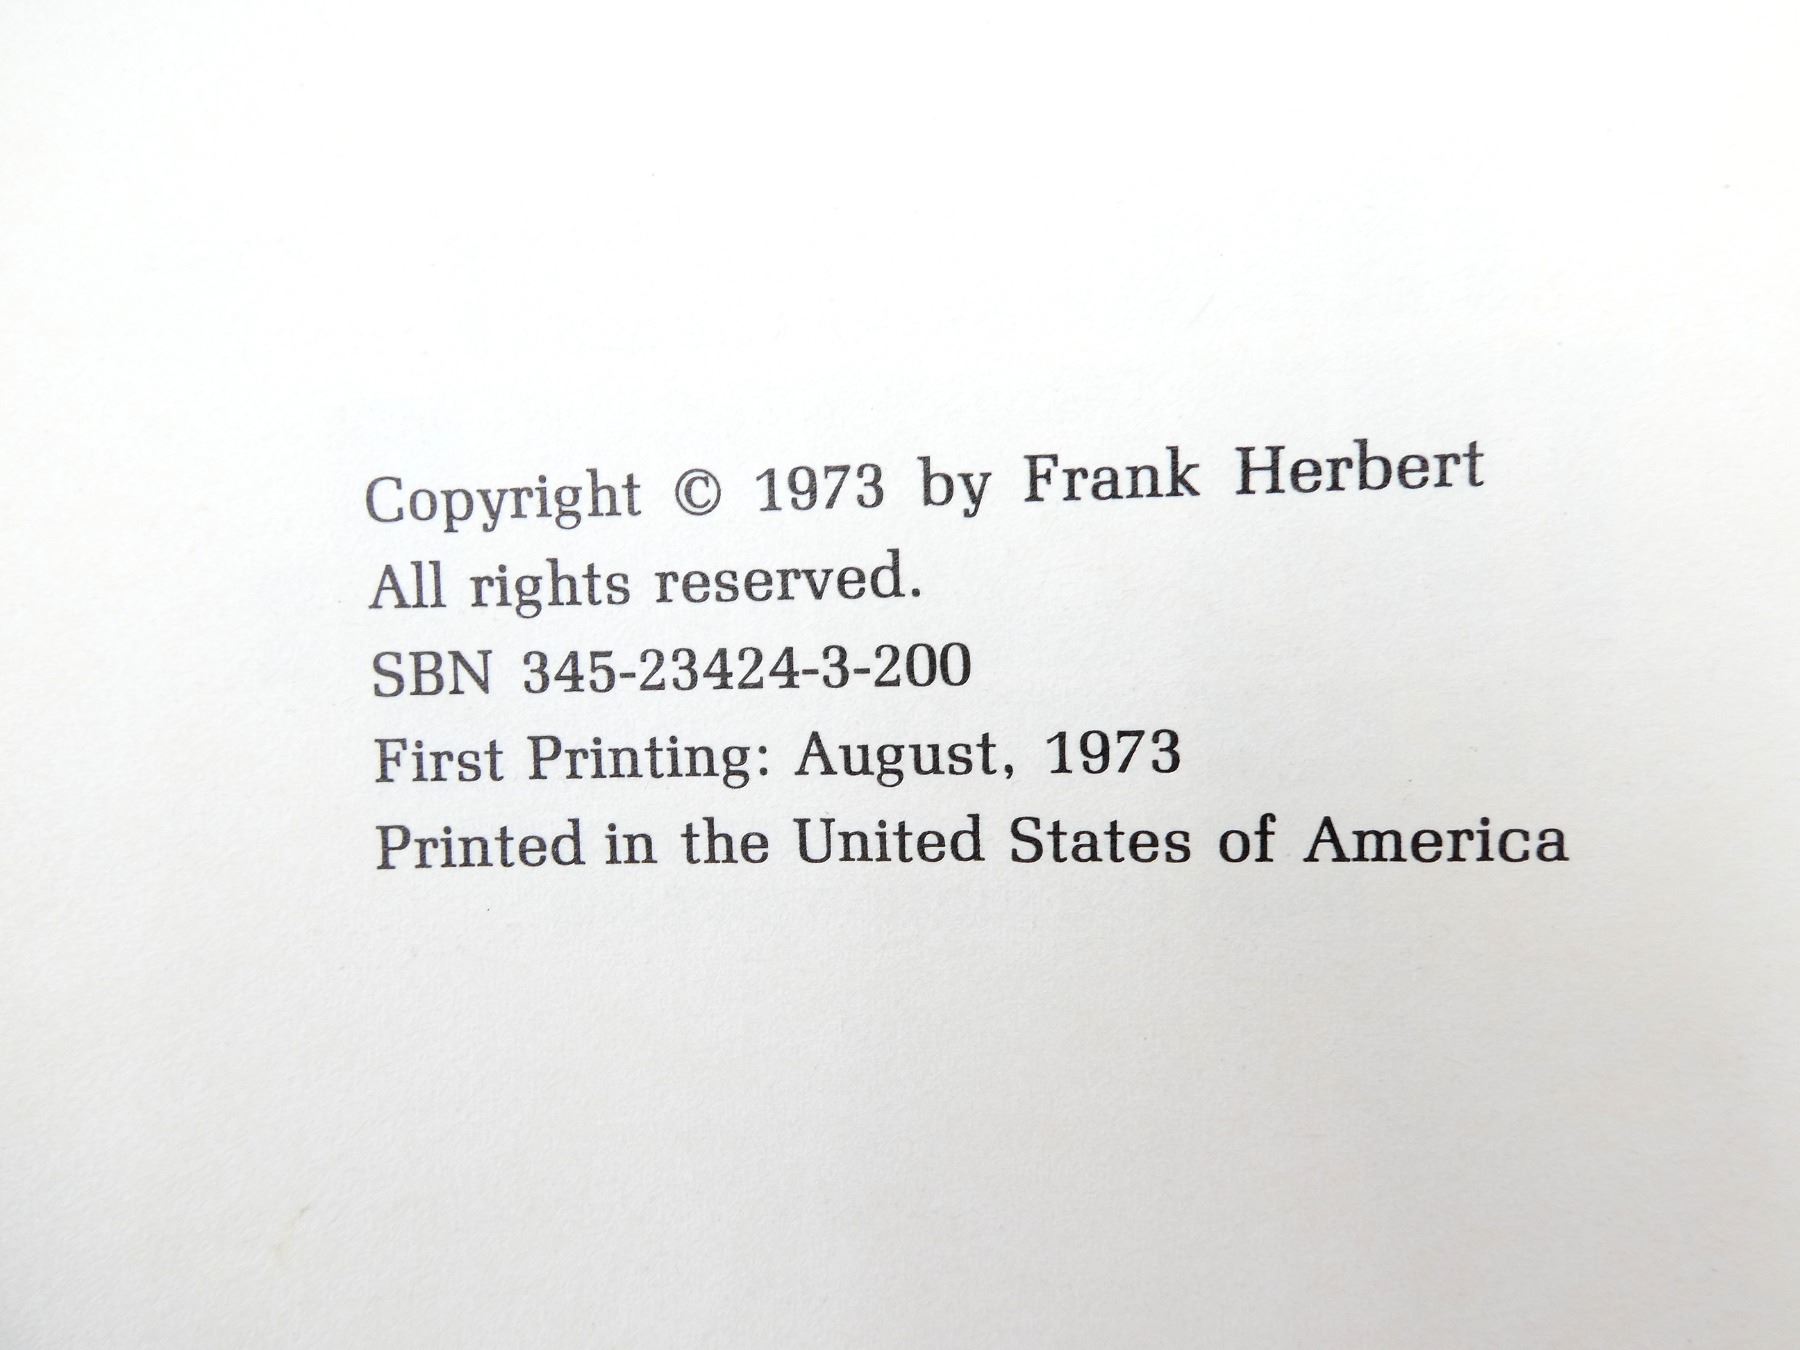 Copyright © 1973 by Frank Herbert
All rights reserved.
SBN 345-23424-3-200
First Printing: August, 1973
Printed in the United States of America